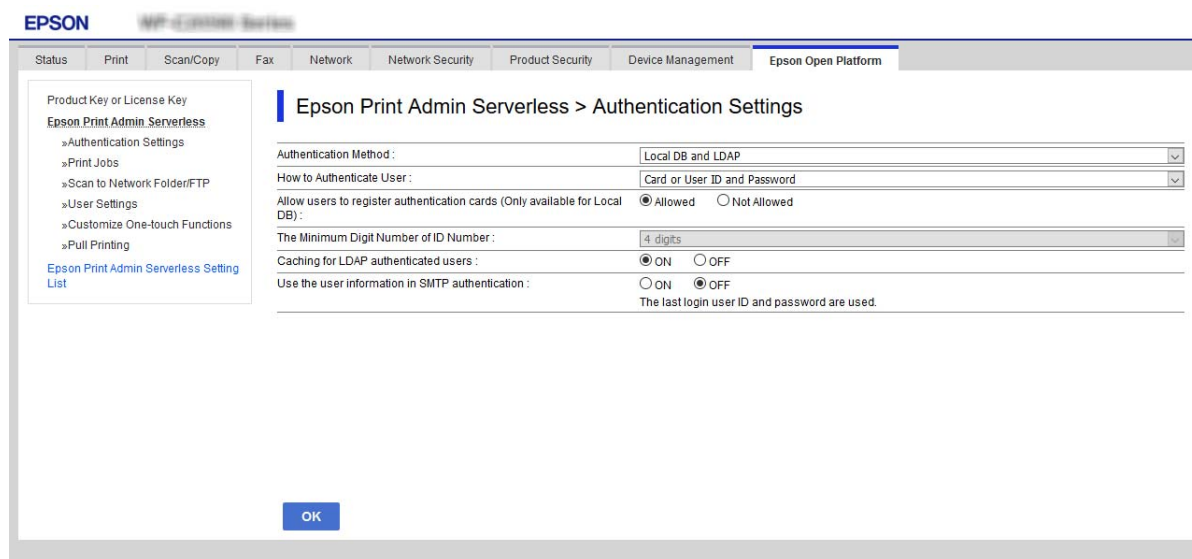 EPSON
Status Print Scan/Copy Fax Network Network Security Product Security Device Management Epson Open Platform
Product Key or License Key
Epson Print Admin Serverless
»Authentication Settings
»Print Jobs
»Scan to Network Folder/FTP
»User Settings
»Customize One-touch Functions
»Pull Printing
Epson Print Admin Serverless Setting
List
Epson Print Admin Serverless > Authentication Settings
Authentication Method : Local DB and LDAP
How to Authenticate User : Card or User ID and Password
Allow users to register authentication cards (Only available for Local Allowed Not Allowed
DB) :
The Minimum Digit Number of ID Number : 4 digits
Caching for LDAP authenticated users : ON OFF
Use the user information in SMTP authentication : ON OFF
The last login user ID and password are used.
OK